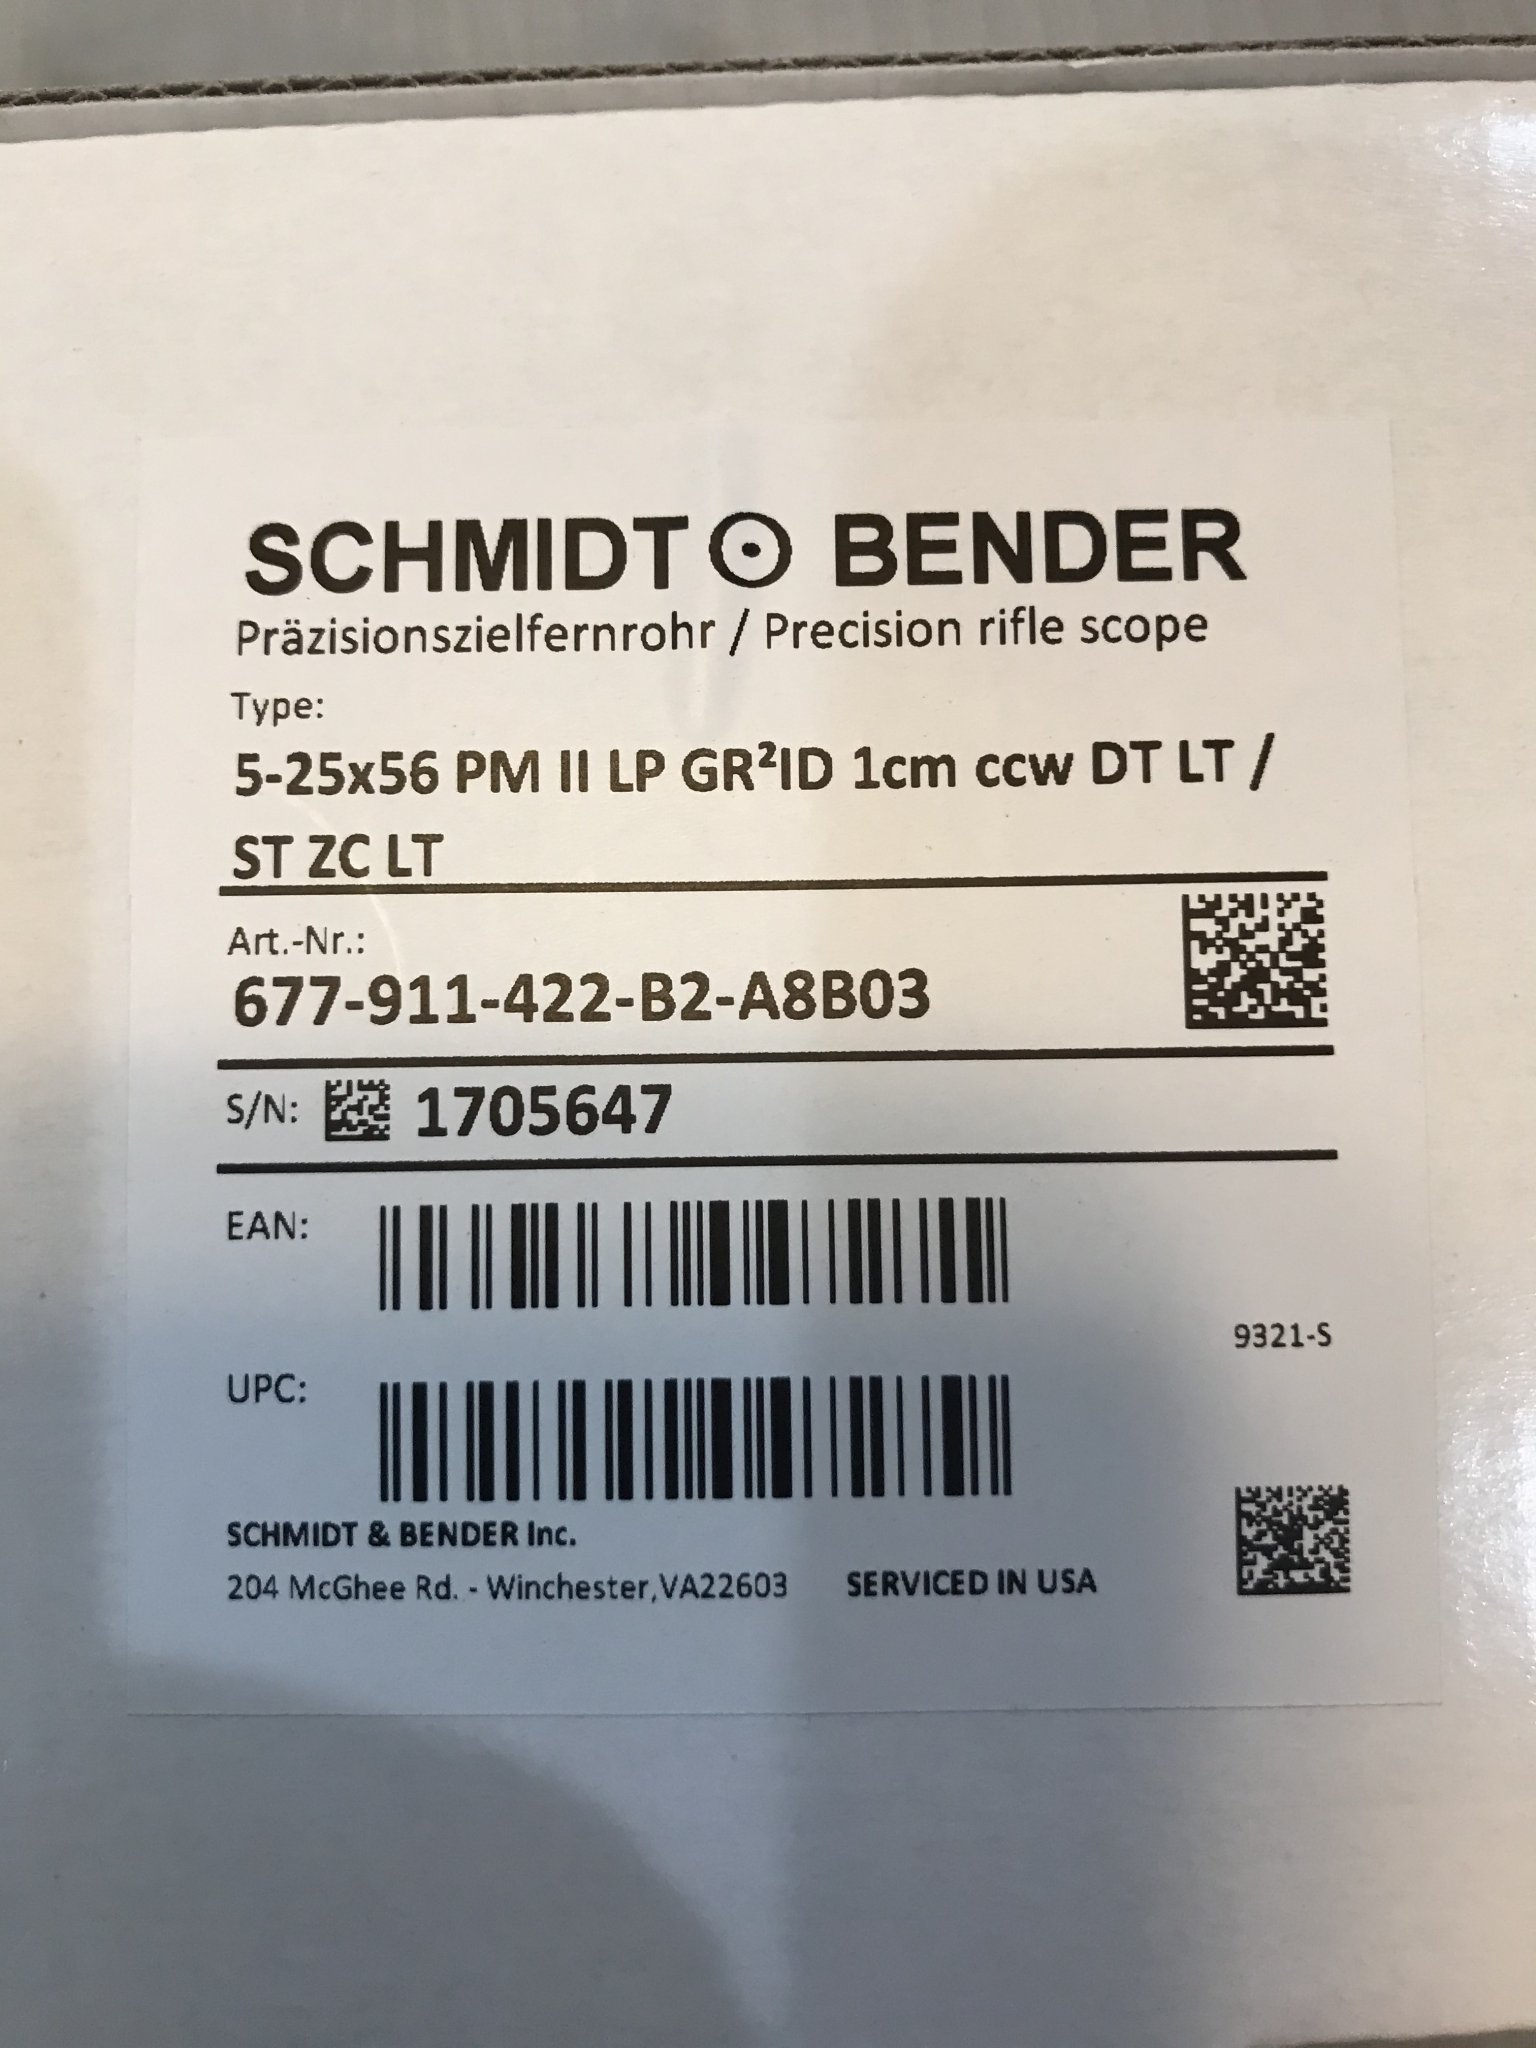 SCHMIDT BENDER
Präzisionszielfernrohr / Precision rifle scope
Type:
5-25x56 PM II LP GR²ID 1cm ccw DT LT /
ST ZC LT
Art.-Nr.:
677-911-422-B2-A8B03
S/N: 1705647
EAN:
9321-S
UPC:
SCHMIDT & BENDER Inc.
204 McGhee Rd. - Winchester,VA22603 SERVICED IN USA